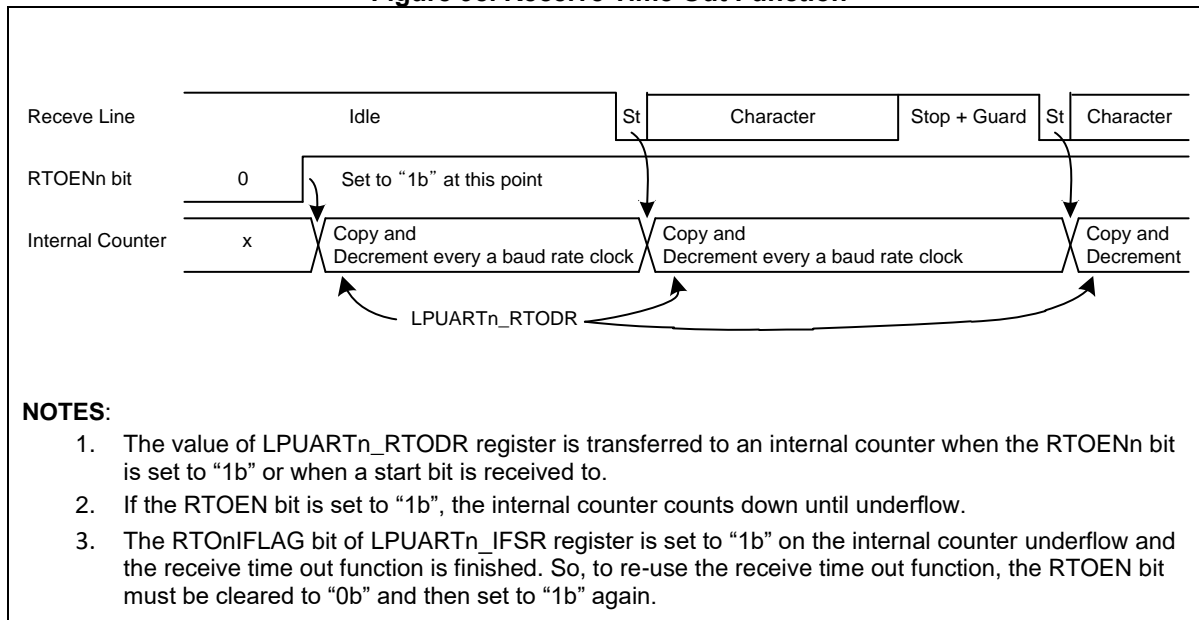 Receve Line
Idle
St
Character
Stop + Guard
St
Character
RTOENn bit
0
Set to “1b” at this point
Internal Counter
x
Copy and
Decrement every a baud rate clock
Copy and
Decrement every a baud rate clock
Copy and
Decrement
LPUARTn_RTODR
NOTES:
1. The value of LPUARTn_RTODR register is transferred to an internal counter when the RTOENn bit
is set to “1b” or when a start bit is received to.
2. If the RTOEN bit is set to “1b”, the internal counter counts down until underflow.
3. The RTOnIFLAG bit of LPUARTn_IFSR register is set to “1b” on the internal counter underflow and
the receive time out function is finished. So, to re-use the receive time out function, the RTOEN bit
must be cleared to “0b” and then set to “1b” again.